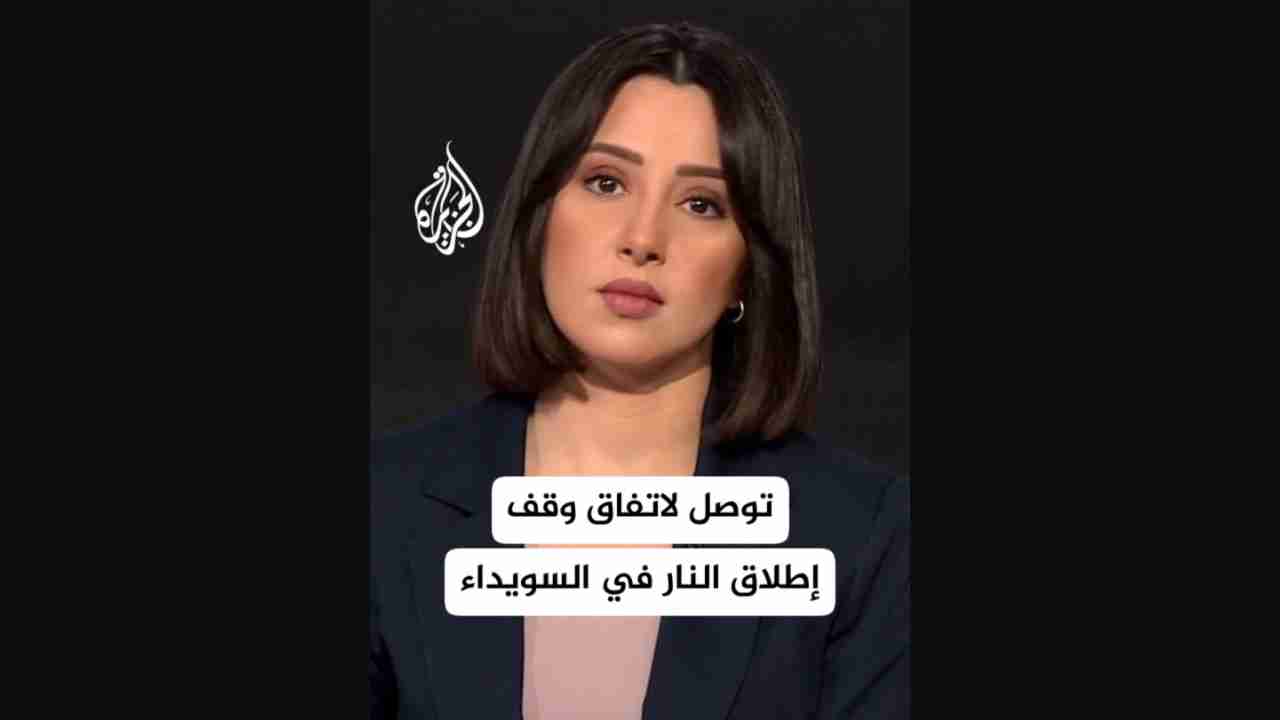 الجزيرة
توصل لاتفاق وقف
إطلاق النار في السويداء